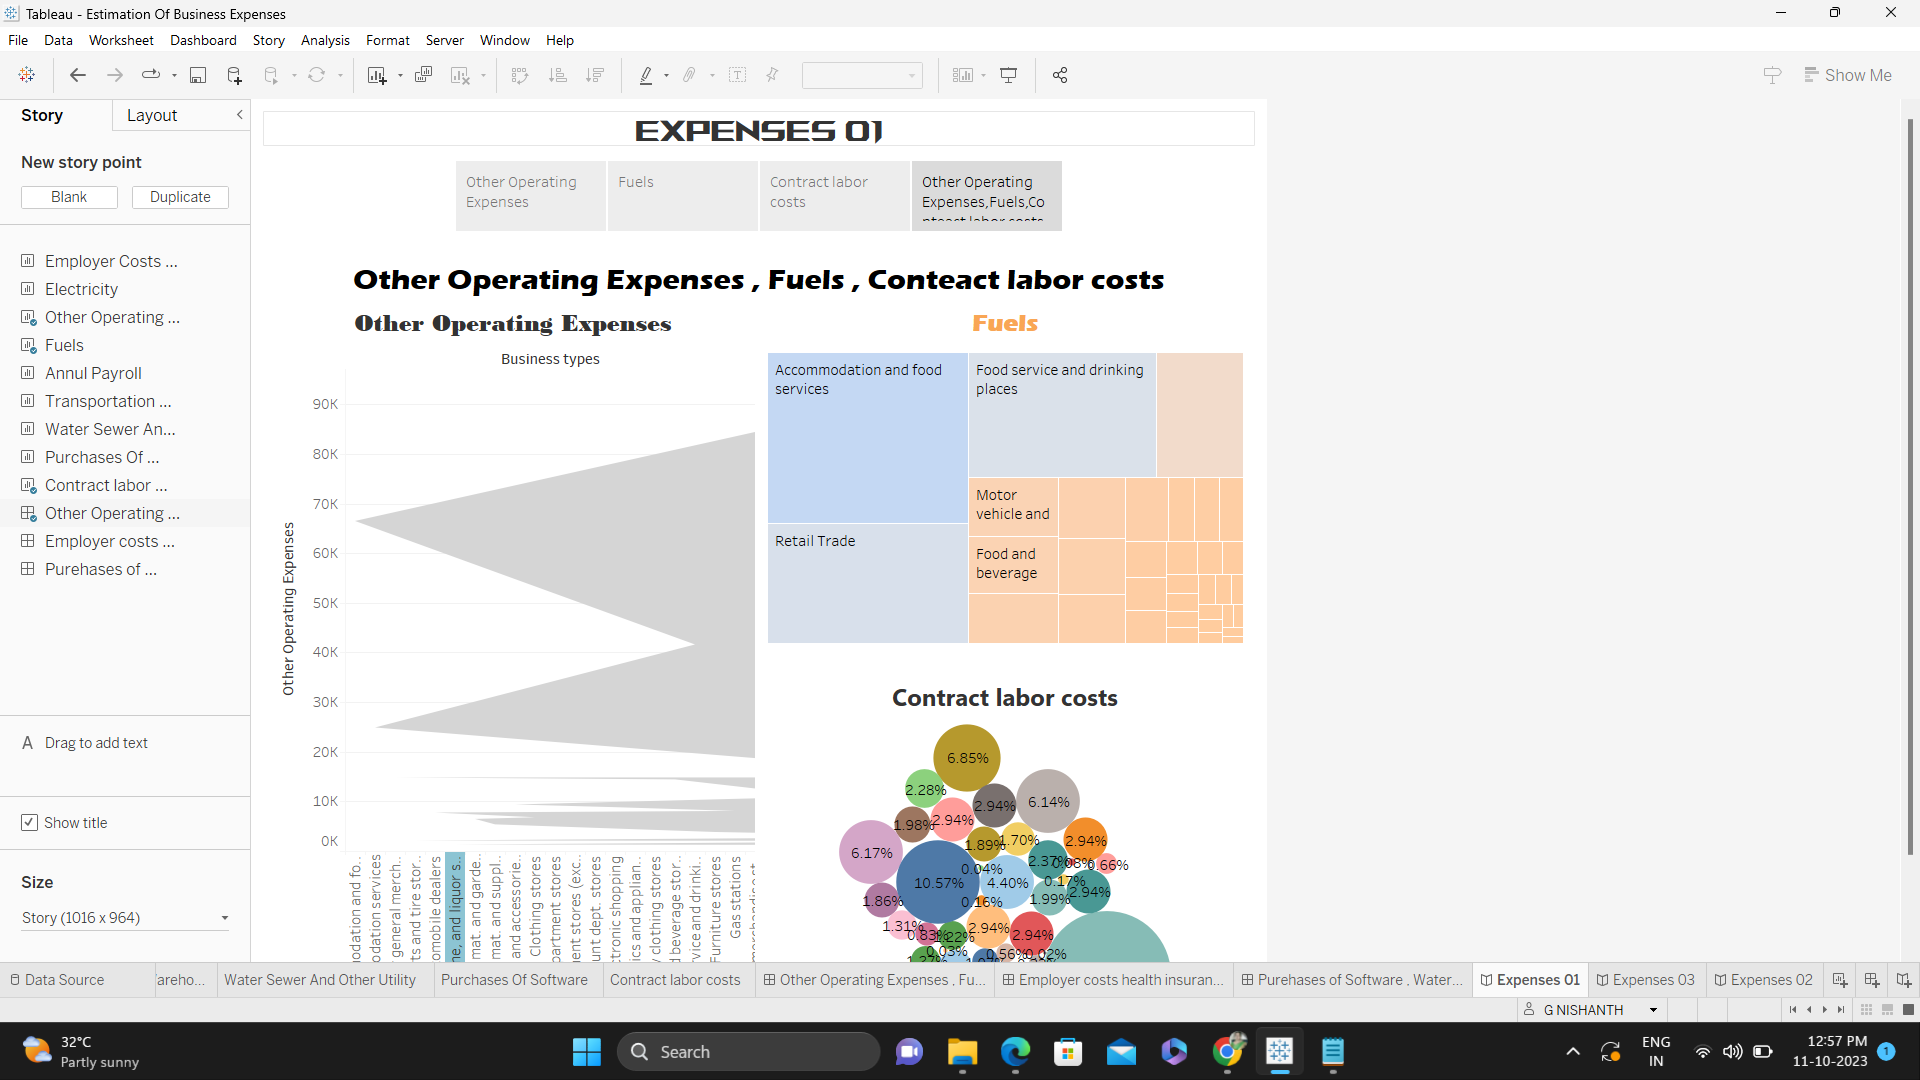 Tableau - Estimation Of Business Expenses
File Data Worksheet Dashboard Story Analysis Format Server Window Help
Show Me
Story Layout
New story point
Blank Duplicate
Employer Costs ...
Electricity
Other Operating ...
Fuels
Annul Payroll
Transportation ...
Water Sewer An...
Purchases Of ...
Contract labor ...
Other Operating ...
Employer costs ...
Purehases of ...
A Drag to add text
Show title
Size
Story (1016 x 964)
EXPENSES 01
Other Operating
Expenses
Fuels
Contract labor
costs
Other Operating
Expenses,Fuels,Co
nteact labor costs
Other Operating Expenses , Fuels , Conteact labor costs
Other Operating Expenses
Business types
Other Operating Expenses
90K
80K
70K
60K
50K
40K
30K
20K
10K
0K
nodation and fo..
odation services
general merch..
ts and tire stor..
omobile dealers
ne, and liquor s..
mat. and garde..
mat. and suppl..
and accessorie..
Clothing stores
partment stores
ent stores (exc..
unt dept. stores
tronic shopping
ics and applian..
/ clothing stores
d beverage stor..
vice and drinki..
Furniture stores
Gas stations
Fuels
Accommodation and food
services
Food service and drinking
places
Retail Trade
Motor
vehicle and
Food and
beverage
Contract labor costs
6.85%
2.28%
2.94%
6.14%
1.98%
2.94%
1.89%
1.70%
2.94%
6.17%
2.37%
0.08%
0.66%
0.04%
10.57%
4.40%
0.17%
2.94%
1.86%
0.16%
1.99%
1.31%
0.83%
2.94%
2.94%
0.03%
0.56%
0.02%
Data Source
Wareho...
Water Sewer And Other Utility
Purchases Of Software
Contract labor costs
Other Operating Expenses , Fu...
Employer costs health insuran...
Purehases of Software , Water...
Expenses 01
Expenses 03
Expenses 02
G NISHANTH
32°C
Partly sunny
Search
ENG
IN
12:57 PM
11-10-2023
1